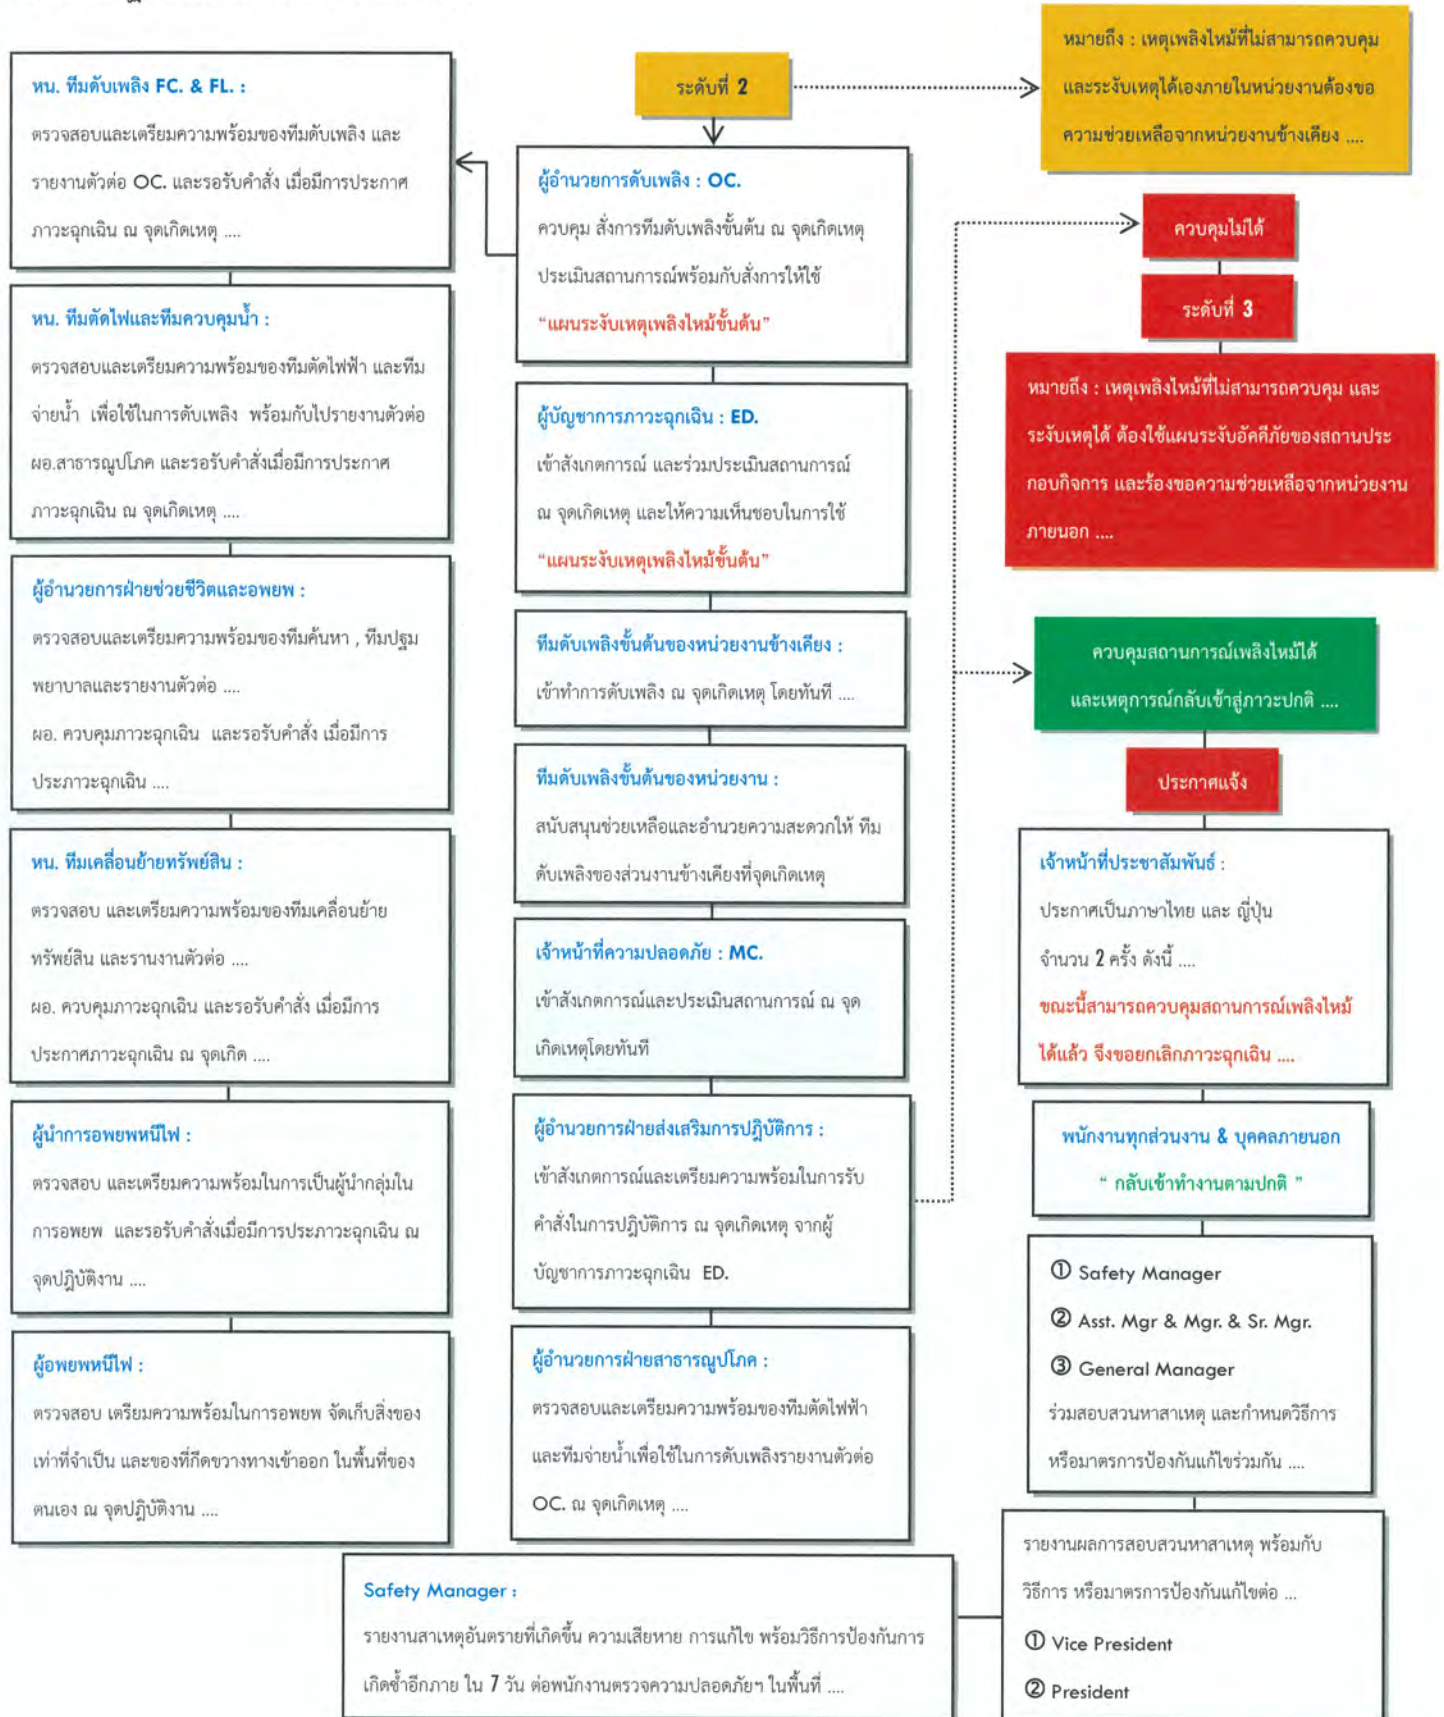 ระดับที่ 2
หมายถึง : เหตุเพลิงไหม้ที่ไม่สามารถควบคุม
และระงับเหตุได้เองภายในหน่วยงานต้องขอ
ความช่วยเหลือจากหน่วยงานข้างเคียง ....
หน. ทีมดับเพลิง FC. & FL. :
ตรวจสอบและเตรียมความพร้อมของทีมดับเพลิง และ
รายงานตัวต่อ OC. และรอรับคำสั่ง เมื่อมีการประกาศ
ภาวะฉุกเฉิน ณ จุดเกิดเหตุ ....
หน. ทีมตัดไฟและทีมควบคุมน้ำ :
ตรวจสอบและเตรียมความพร้อมของทีมตัดไฟฟ้า และทีม
จ่ายน้ำ เพื่อใช้ในการดับเพลิง พร้อมกับไปรายงานตัวต่อ
ผอ.สาธารณูปโภค และรอรับคำสั่งเมื่อมีการประกาศ
ภาวะฉุกเฉิน ณ จุดเกิดเหตุ ....
ผู้อำนวยการฝ่ายช่วยชีวิตและอพยพ :
ตรวจสอบและเตรียมความพร้อมของทีมค้นหา , ทีมปฐม
พยาบาลและรายงานตัวต่อ ....
ผอ. ควบคุมภาวะฉุกเฉิน และรอรับคำสั่ง เมื่อมีการ
ประภาวะฉุกเฉิน ....
หน. ทีมเคลื่อนย้ายทรัพย์สิน :
ตรวจสอบ และเตรียมความพร้อมของทีมเคลื่อนย้าย
ทรัพย์สิน และรานงานตัวต่อ ....
ผอ. ควบคุมภาวะฉุกเฉิน และรอรับคำสั่ง เมื่อมีการ
ประกาศภาวะฉุกเฉิน ณ จุดเกิด ....
ผู้นำการอพยพหนีไฟ :
ตรวจสอบ และเตรียมความพร้อมในการเป็นผู้นำกลุ่มใน
การอพยพ และรอรับคำสั่งเมื่อมีการประภาวะฉุกเฉิน ณ
จุดปฏิบัติงาน ....
ผู้อพยพหนีไฟ :
ตรวจสอบ เตรียมความพร้อมในการอพยพ จัดเก็บสิ่งของ
เท่าที่จำเป็น และของที่กีดขวางทางเข้าออก ในพื้นที่ของ
ตนเอง ณ จุดปฏิบัติงาน ....
ผู้อำนวยการดับเพลิง : OC.
ควบคุม สั่งการทีมดับเพลิงขั้นต้น ณ จุดเกิดเหตุ
ประเมินสถานการณ์พร้อมกับสั่งการให้ใช้
“แผนระงับเหตุเพลิงไหม้ขั้นต้น”
ผู้บัญชาการภาวะฉุกเฉิน : ED.
เข้าสังเกตการณ์ และร่วมประเมินสถานการณ์
ณ จุดเกิดเหตุ และให้ความเห็นชอบในการใช้
“แผนระงับเหตุเพลิงไหม้ขั้นต้น”
ทีมดับเพลิงขั้นต้นของหน่วยงานข้างเคียง :
เข้าทำการดับเพลิง ณ จุดเกิดเหตุ โดยทันที ....
ทีมดับเพลิงขั้นต้นของหน่วยงาน :
สนับสนุนช่วยเหลือและอำนวยความสะดวกให้ ทีม
ดับเพลิงของส่วนงานข้างเคียงที่จุดเกิดเหตุ
เจ้าหน้าที่ความปลอดภัย : MC.
เข้าสังเกตการณ์และประเมินสถานการณ์ ณ จุด
เกิดเหตุโดยทันที
ผู้อำนวยการฝ่ายส่งเสริมการปฎิบัติการ :
เข้าสังเกตการณ์และเตรียมความพร้อมในการรับ
คำสั่งในการปฎิบัติการ ณ จุดเกิดเหตุ จากผู้
บัญชาการภาวะฉุกเฉิน ED.
ผู้อำนวยการฝ่ายสาธารณูปโภค :
ตรวจสอบและเตรียมความพร้อมของทีมตัดไฟฟ้า
และทีมจ่ายน้ำเพื่อใช้ในการดับเพลิงรายงานตัวต่อ
OC. ณ จุดเกิดเหตุ ....
ควบคุมไม่ได้
ระดับที่ 3
หมายถึง : เหตุเพลิงไหม้ที่ไม่สามารถควบคุม และ
ระงับเหตุได้ ต้องใช้แผนระงับอัคคีภัยของสถานประ
กอบกิจการ และร้องขอความช่วยเหลือจากหน่วยงาน
ภายนอก ....
ควบคุมสถานการณ์เพลิงไหม้ได้
และเหตุการณ์กลับเข้าสู่ภาวะปกติ ....
ประกาศแจ้ง
เจ้าหน้าที่ประชาสัมพันธ์ :
ประกาศเป็นภาษาไทย และ ญี่ปุ่น
จำนวน 2 ครั้ง ดังนี้ ....
ขณะนี้สามารถควบคุมสถานการณ์เพลิงไหม้
ได้แล้ว จึงขอยกเลิกภาวะฉุกเฉิน ....
พนักงานทุกส่วนงาน & บุคคลภายนอก
“ กลับเข้าทำงานตามปกติ ”
① Safety Manager
② Asst. Mgr & Mgr. & Sr. Mgr.
③ General Manager
ร่วมสอบสวนหาสาเหตุ และกำหนดวิธีการ
หรือมาตรการป้องกันแก้ไขร่วมกัน ....
รายงานผลการสอบสวนหาสาเหตุ พร้อมกับ
วิธีการ หรือมาตรการป้องกันแก้ไขต่อ ...
① Vice President
② President
Safety Manager :
รายงานสาเหตุอันตรายที่เกิดขึ้น ความเสียหาย การแก้ไข พร้อมวิธีการป้องกันการ
เกิดซ้ำอีกภาย ใน 7 วัน ต่อพนักงานตรวจความปลอดภัยฯ ในพื้นที่ ....